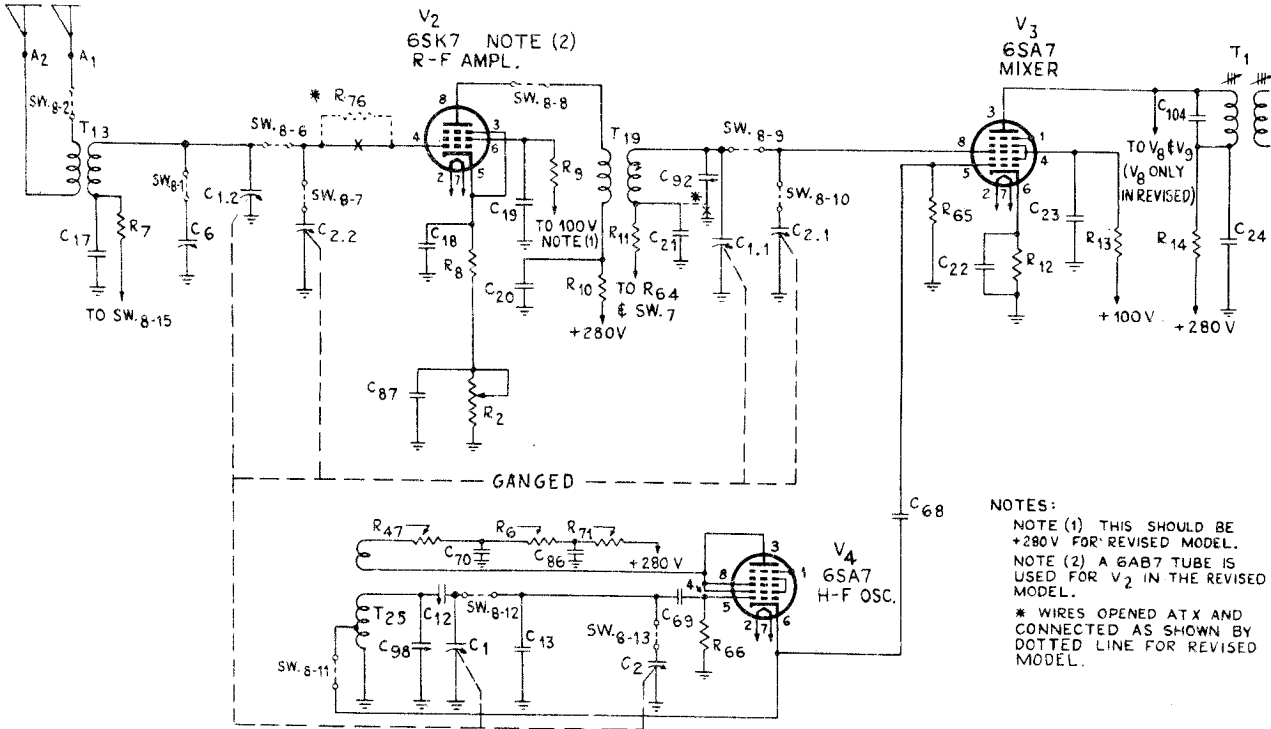 V2
6SK7 NOTE (2)
R-F AMPL.
V3
6SA7
MIXER
T1
A2
A1
SW.8-2
T13
SW.8-6
* R76
X
SW.8-8
8
3
4
6
2
7
5
T19
SW.8-9
3
1
8
4
5
2
7
6
C104
TO V8 & V9
(V8 ONLY
IN REVISED)
SW.8-1
C1.2
SW.8-7
C2.2
C6
C17
R7
TO SW.8-15
C18
R8
C19
R9
TO 100V
NOTE (1)
C20
R10
+280V
R11
TO R64
& SW.7
C92
*
X
C21
C1.1
SW.8-10
C2.1
R65
C22
R12
C23
R13
+100V
R14
+280V
C24
C87
R2
GANGED
R47
C70
R6
C86
R71
+280V
3
8
1
4
5
2
7
6
V4
6SA7
H-F OSC.
C68
T25
C12
SW.8-12
C98
C1
C13
SW.8-13
C2
C69
R66
SW.8-11
NOTES:
NOTE (1) THIS SHOULD BE
+280V FOR REVISED MODEL.
NOTE (2) A 6AB7 TUBE IS
USED FOR V2 IN THE REVISED
MODEL.
* WIRES OPENED AT X AND
CONNECTED AS SHOWN BY
DOTTED LINE FOR REVISED
MODEL.